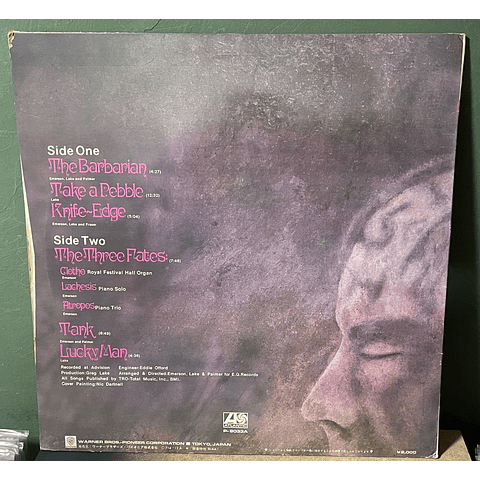 Side One
The Barbarian (4:27)
Emerson, Lake and Palmer
Take a Pebble (12:32)
Lake
Knife-Edge (5:04)
Emerson, Lake and Fraser
Side Two
The Three Fates: (7:46)
Clotho Royal Festival Hall Organ
Emerson
Lachesis Piano Solo
Emerson
Atropos Piano Trio
Emerson
Tank (6:49)
Emerson and Palmer
Lucky Man (4:36)
Lake
Recorded at Advision Engineer:Eddie Offord
Production:Greg Lake Arranged & Directed:Emerson, Lake & Palmer for E.G.Records
All Songs Published by TRO-Total Music, Inc., BMI.
Cover Painting:Nic Dartnell
ATLANTIC
P-8033A
WARNER BROS.-PIONEER CORPORATION TOKYO, JAPAN
¥2,000